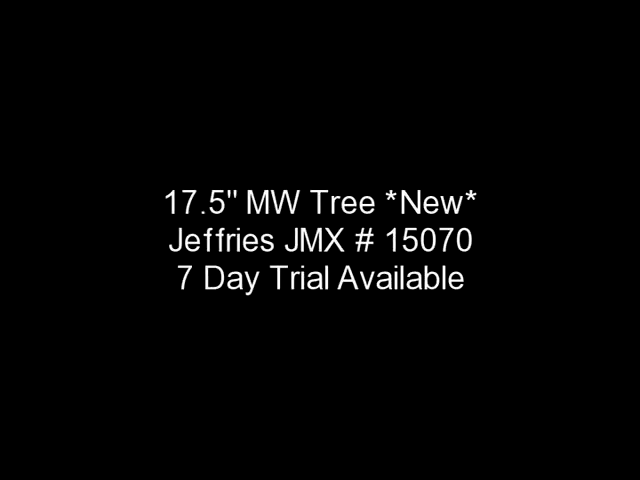 17.5" MW Tree *New*
Jeffries JMX # 15070
7 Day Trial Available